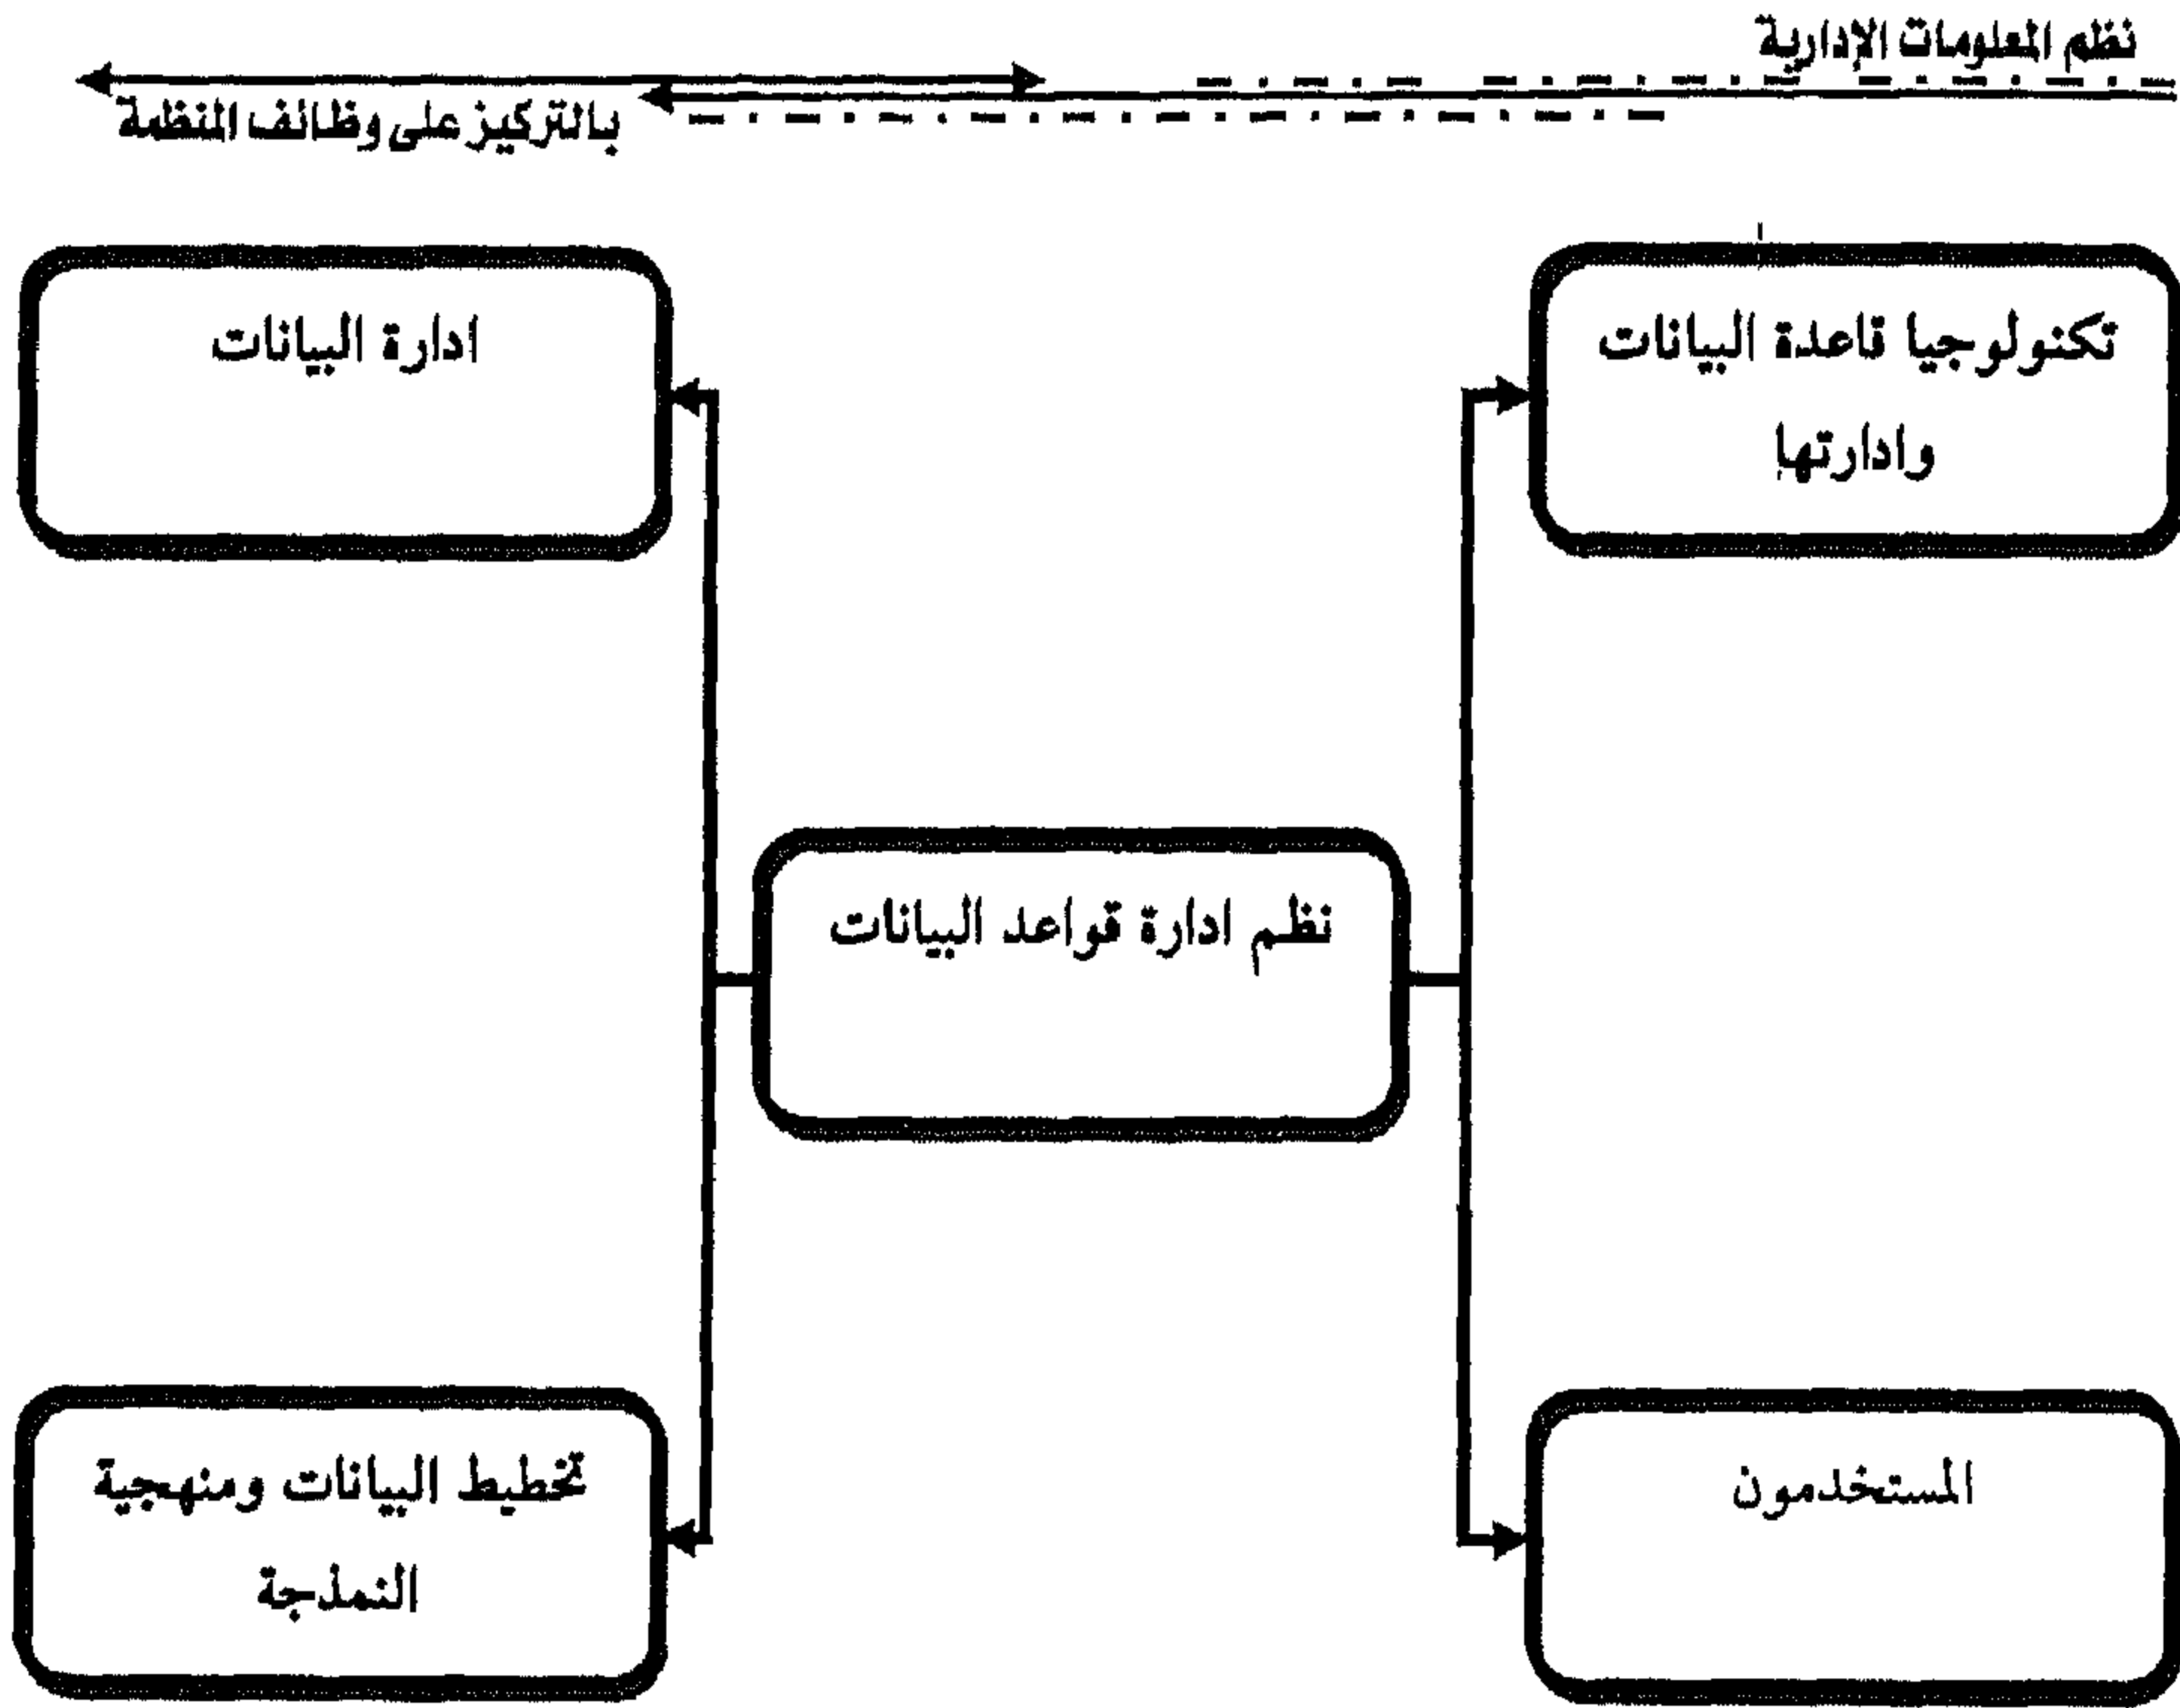 نظم المعلومات الإدارية
بالتركيز على وظائف المنظمة
تكنولوجيا قاعدة البيانات
وادارتها
ادارة البيانات
نظم ادارة قواعد البيانات
المستخدمون
تخطيط البيانات ومنهجية
النمذجة